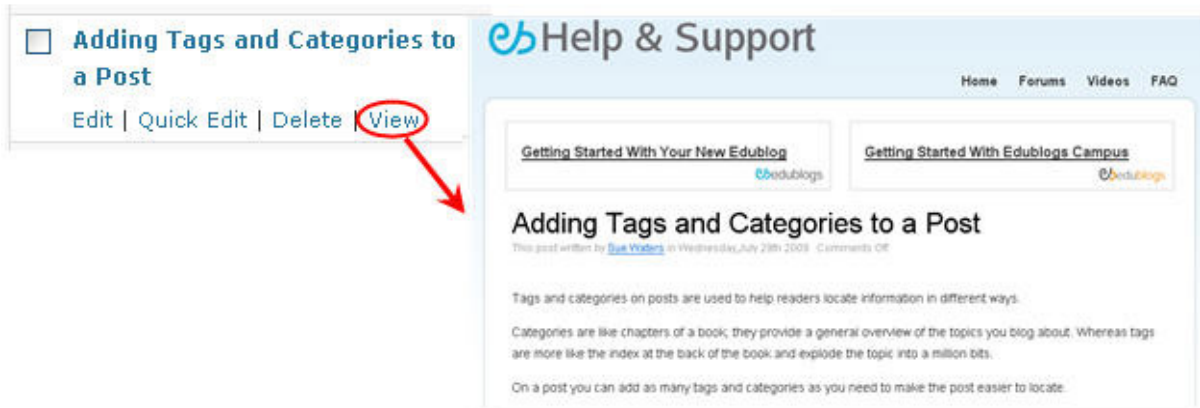 Adding Tags and Categories to
a Post
Edit | Quick Edit | Delete | View
eb Help & Support
Home Forums Videos FAQ
Getting Started With Your New Edublog
edublogs
Getting Started With Edublogs Campus
edublogs
Adding Tags and Categories to a Post
This post written by Sue Waters in Wednesday,July 29th 2009 Comments Off
Tags and categories on posts are used to help readers locate information in different ways.
Categories are like chapters of a book; they provide a general overview of the topics you blog about. Whereas tags
are more like the index at the back of the book and explode the topic into a million bits.
On a post you can add as many tags and categories as you need to make the post easier to locate.